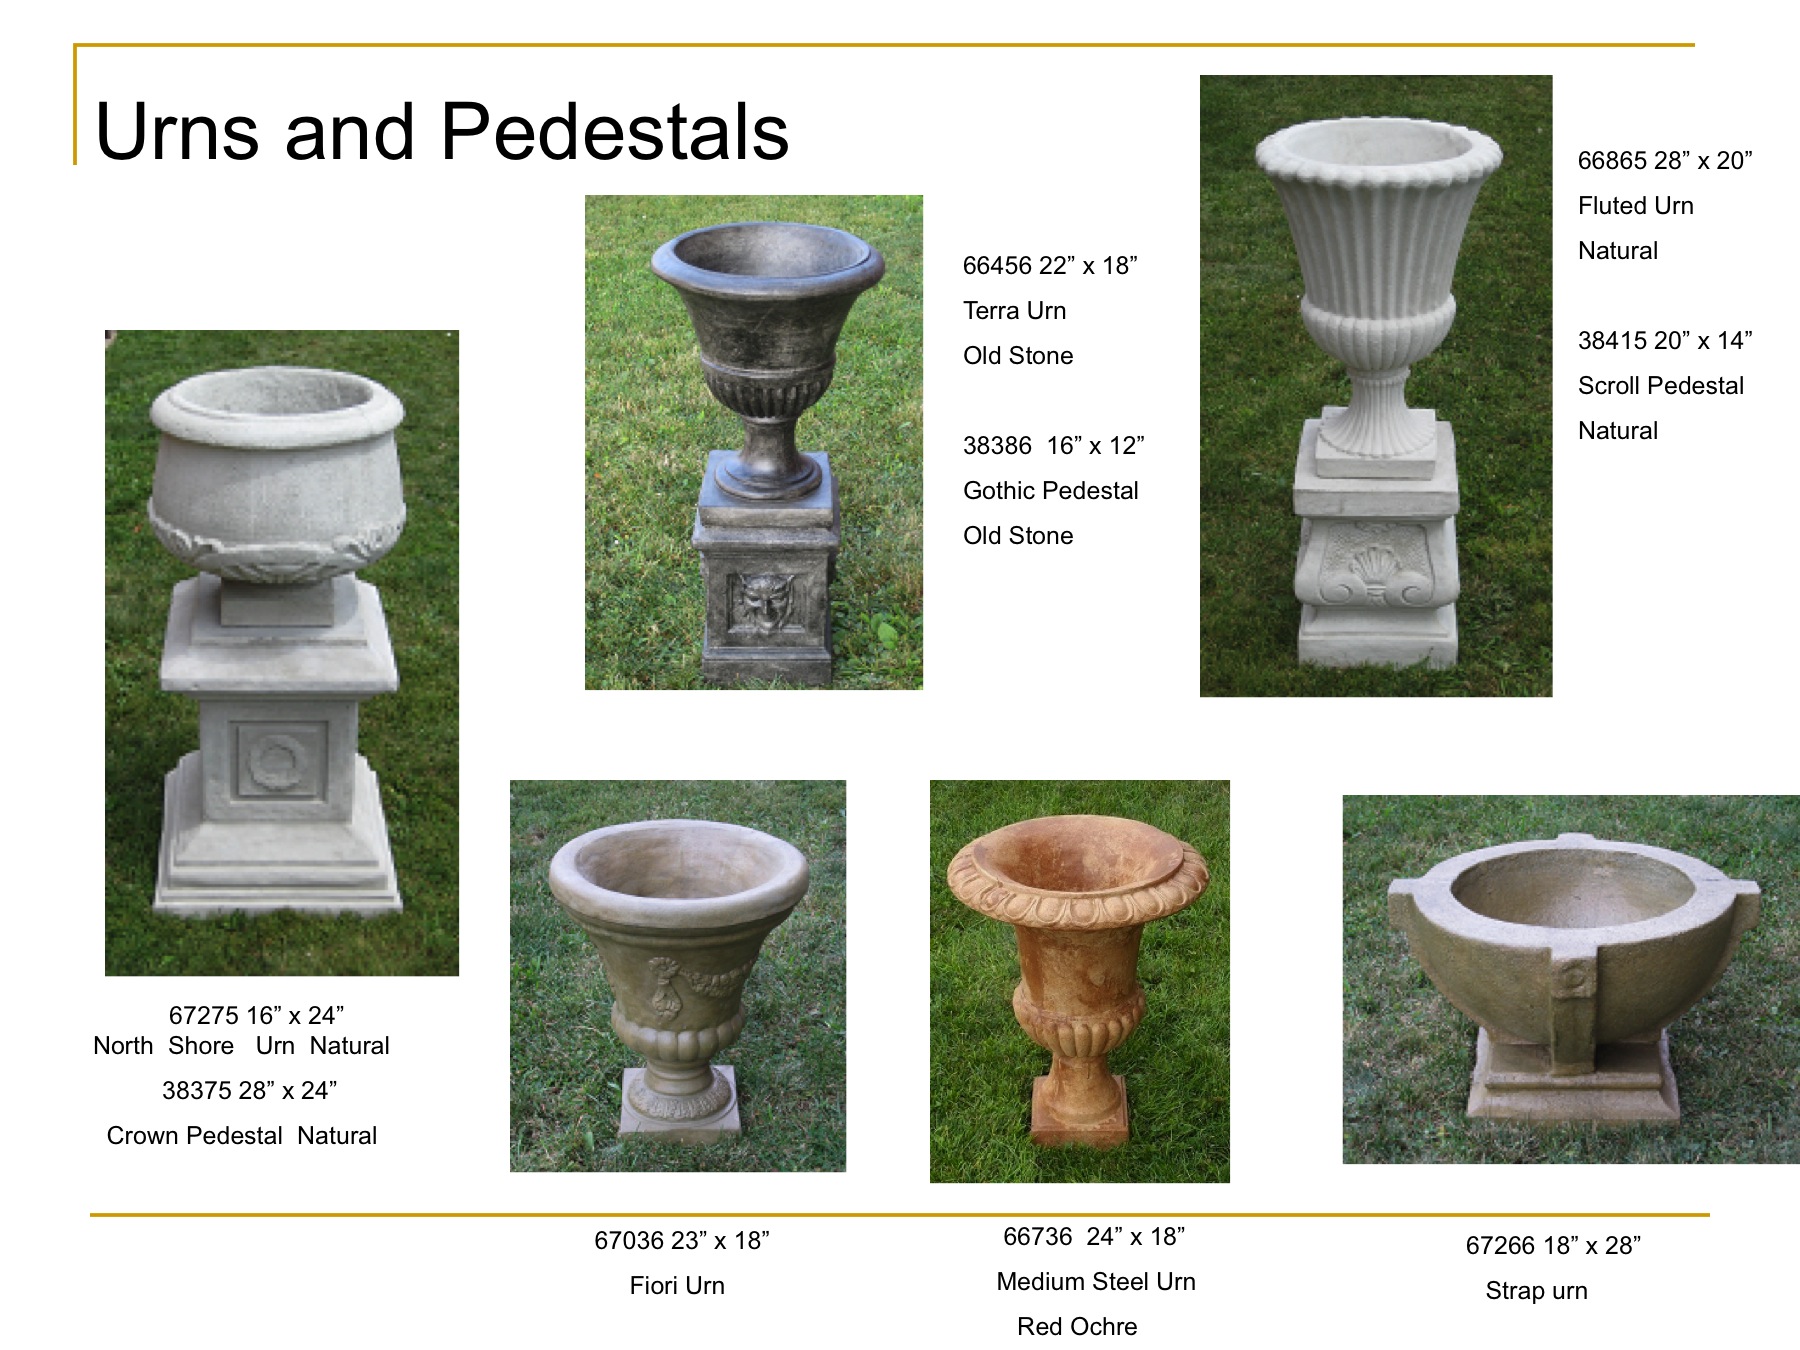 Urns and Pedestals
66865 28” x 20”
Fluted Urn
Natural
38415 20” x 14”
Scroll Pedestal
Natural
66456 22” x 18”
Terra Urn
Old Stone
38386  16” x 12”
Gothic Pedestal
Old Stone
67275 16” x 24”
North  Shore   Urn  Natural
38375 28” x 24”
Crown Pedestal  Natural
67036 23” x 18”
Fiori Urn
66736  24” x 18”
Medium Steel Urn
Red Ochre
67266 18” x 28”
Strap urn